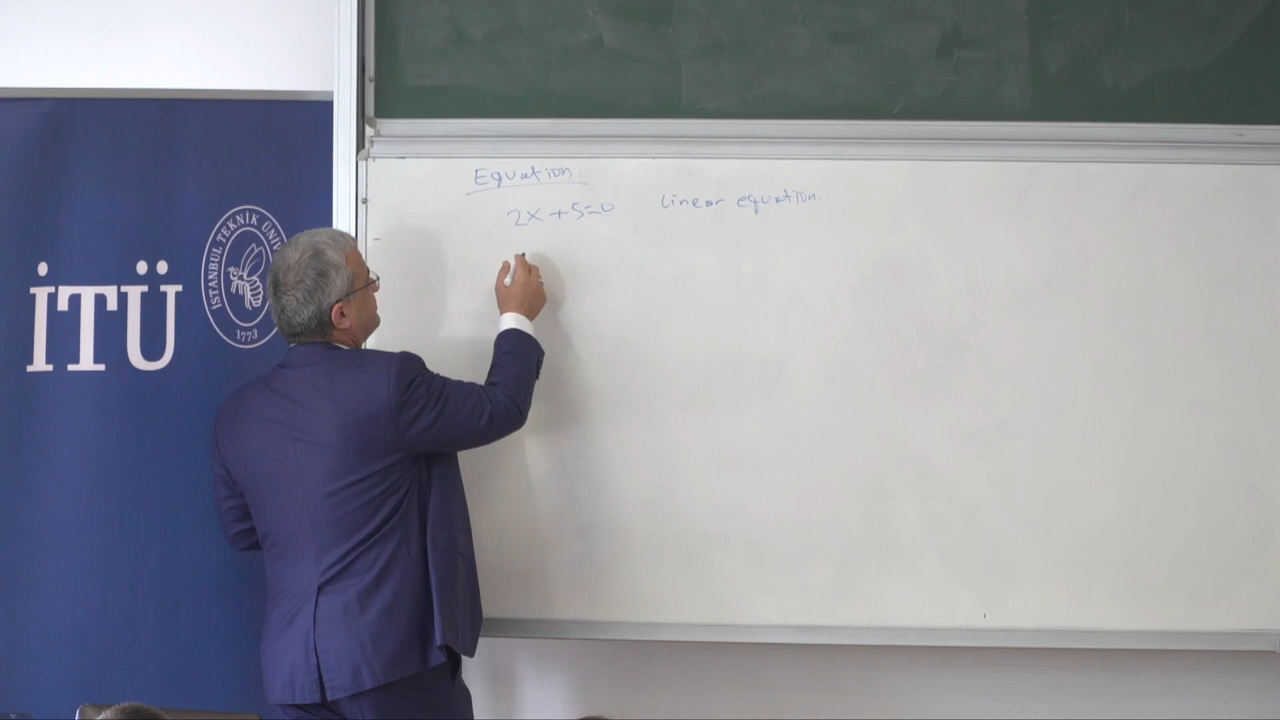 Equation
2x+5=0 Linear equation.
İTÜ
İSTANBUL TEKNİK ÜNİV
1773